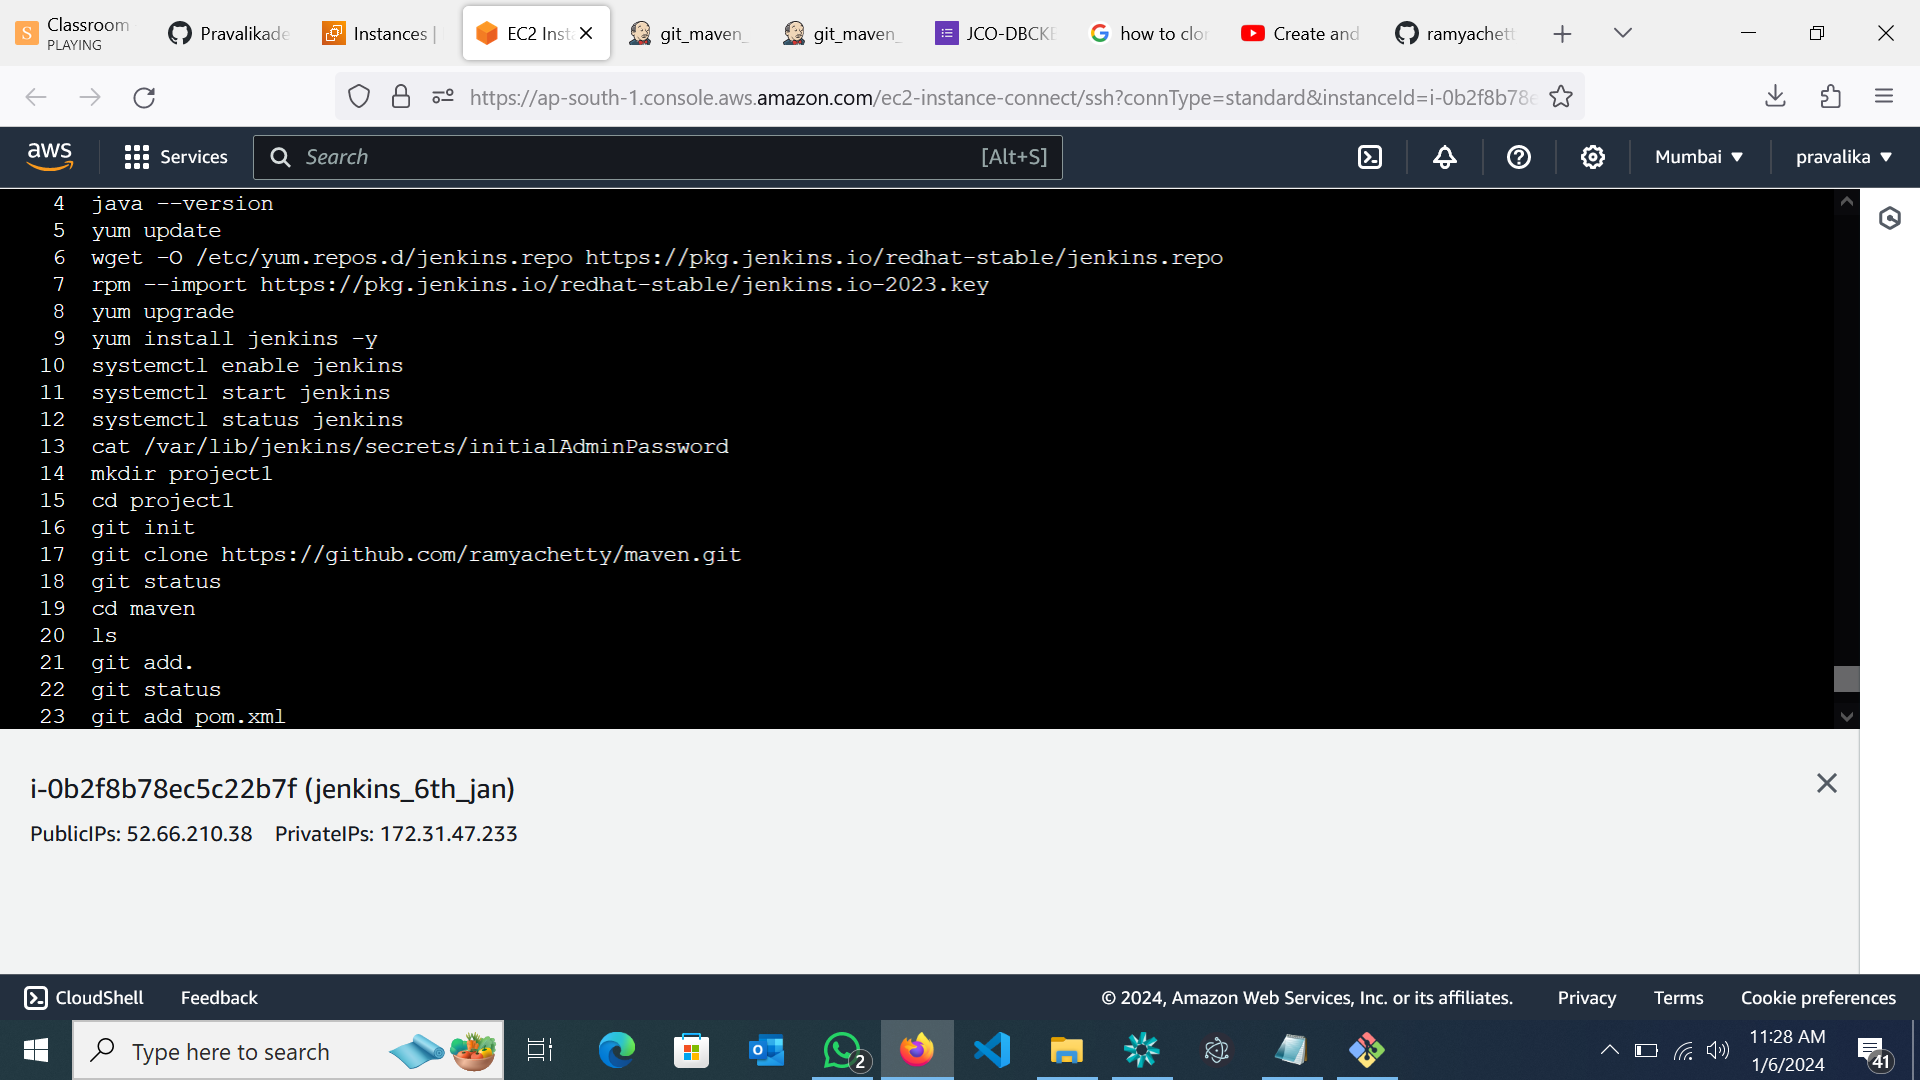 Classroom
PLAYING
Pravalikade
Instances |
EC2 Inst
git_maven_
git_maven_
JCO-DBCKE
how to clor
Create and
ramyachett
https://ap-south-1.console.aws.amazon.com/ec2-instance-connect/ssh?connType=standard&instanceId=i-0b2f8b78e
aws
Services
Search
[Alt+S]
Mumbai
pravalika
4 java --version
5 yum update
6 wget -O /etc/yum.repos.d/jenkins.repo https://pkg.jenkins.io/redhat-stable/jenkins.repo
7 rpm --import https://pkg.jenkins.io/redhat-stable/jenkins.io-2023.key
8 yum upgrade
9 yum install jenkins -y
10 systemctl enable jenkins
11 systemctl start jenkins
12 systemctl status jenkins
13 cat /var/lib/jenkins/secrets/initialAdminPassword
14 mkdir project1
15 cd project1
16 git init
17 git clone https://github.com/ramyachetty/maven.git
18 git status
19 cd maven
20 ls
21 git add.
22 git status
23 git add pom.xml
i-0b2f8b78ec5c22b7f (jenkins_6th_jan)
PublicIPs: 52.66.210.38 PrivateIPs: 172.31.47.233
CloudShell
Feedback
© 2024, Amazon Web Services, Inc. or its affiliates.
Privacy
Terms
Cookie preferences
Type here to search
2
11:28 AM
1/6/2024
41